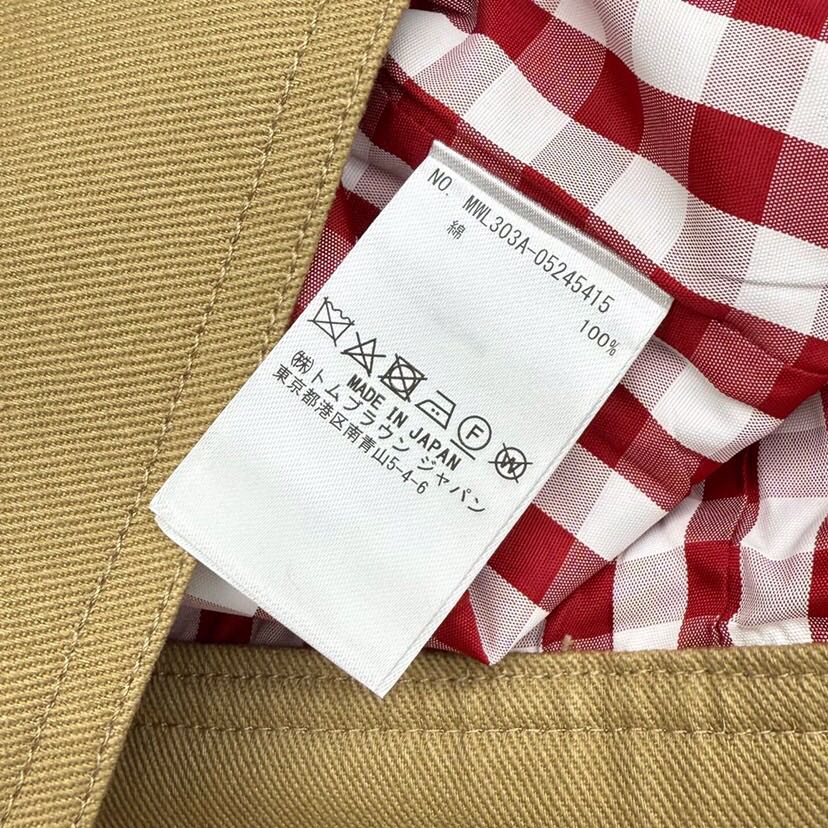 NO. MWL303A-05245415
綿 100%
F W
MADE IN JAPAN
㈱トムブラウン ジャパン
東京都港区南青山5-4-6